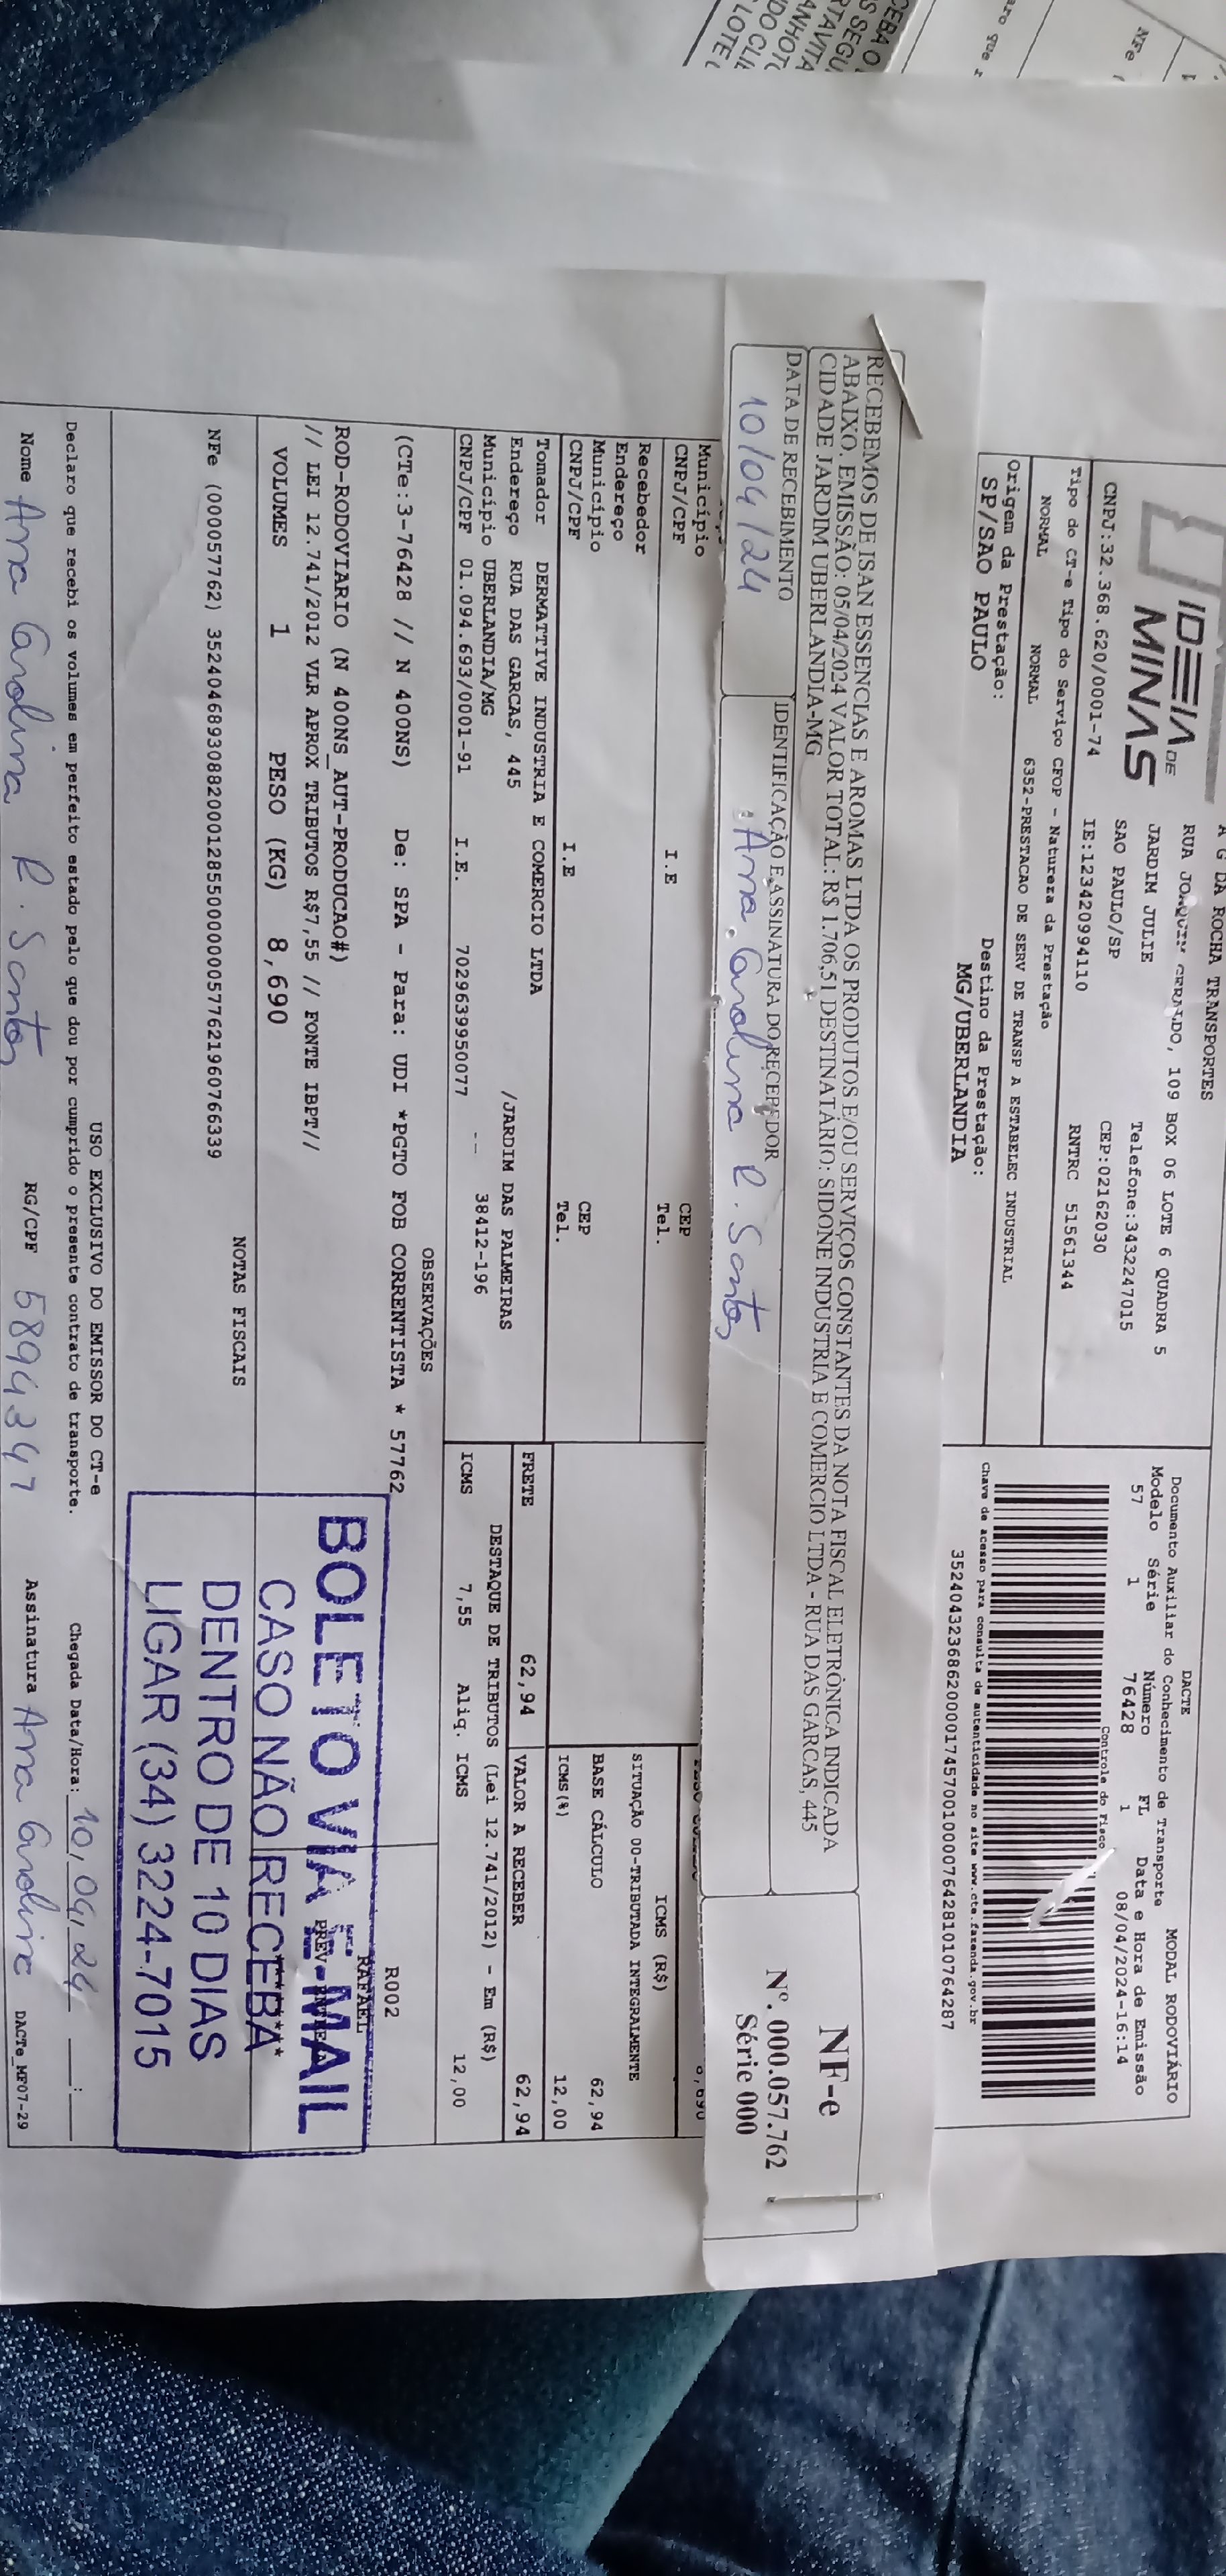 A G DA ROCHA TRANSPORTES
IDEIA DE MINAS
RUA JOAQUIM GERALDO, 109 BOX 06 LOTE 6 QUADRA 5
JARDIM JULIE
Telefone:3432247015
SAO PAULO/SP
CEP:02162030
CNPJ:32.368.620/0001-74
IE:123420994110
RNTRC 51561344
Tipo do CT-e Tipo do Serviço CFOP - Natureza da Prestação
NORMAL NORMAL 6352-PRESTACAO DE SERV DE TRANSP A ESTABELEC INDUSTRIAL
Origem da Prestação: Destino da Prestação:
SP/SAO PAULO MG/UBERLANDIA
DACTE MODAL RODOVIÁRIO
Documento Auxiliar do Conhecimento de Transporte
Modelo Série Número FL Data e Hora de Emissão
57 1 76428 1 08/04/2024-16:14
Controle do Fisco
Chave de acesso para consulta de autenticidade no site www.cte.fazenda.gov.br
35240432368620000174570010000764281010764287
RECEBEMOS DE ISAN ESSENCIAS E AROMAS LTDA OS PRODUTOS E/OU SERVIÇOS CONSTANTES DA NOTA FISCAL ELETRÔNICA INDICADA
ABAIXO. EMISSÃO: 05/04/2024 VALOR TOTAL: R$ 1.706,51 DESTINATÁRIO: SIDONE INDUSTRIA E COMERCIO LTDA - RUA DAS GARCAS, 445
CIDADE JARDIM UBERLANDIA-MG
DATA DE RECEBIMENTO IDENTIFICAÇÃO E ASSINATURA DO RECEBEDOR
10/04/24 Ana Carolina R. Santos
NF-e
Nº. 000.057.762
Série 000
Município CEP
CNPJ/CPF I.E Tel.
Recebedor
Endereço
Município CEP
CNPJ/CPF I.E Tel.
8,690
ICMS (R$)
SITUAÇÃO 00-TRIBUTADA INTEGRALMENTE
BASE CÁLCULO 62,94
ICMS(%) 12,00
Tomador DERMATTIVE INDUSTRIA E COMERCIO LTDA
Endereço RUA DAS GARCAS, 445 /JARDIM DAS PALMEIRAS
Município UBERLANDIA/MG 38412-196
CNPJ/CPF 01.094.693/0001-91 I.E. 7029639950077 --
FRETE 62,94 VALOR A RECEBER 62,94
DESTAQUE DE TRIBUTOS (Lei 12.741/2012) - Em (R$)
ICMS 7,55 Aliq. ICMS 12,00
OBSERVAÇÕES
(CTe:3-76428 // N 400NS) De: SPA - Para: UDI *PGTO FOB CORRENTISTA * 57762
R002
RAFAEL
ROD-RODOVIARIO (N 400NS_AUT-PRODUCAO#)
// LEI 12.741/2012 VLR APROX TRIBUTOS R$7,55 // FONTE IBPT//
PREV. ENTREGA
VOLUMES 1 PESO (KG) 8,690
BOLETO VIA E-MAIL
CASO NÃO RECEBA
DENTRO DE 10 DIAS
LIGAR (34) 3224-7015
NOTAS FISCAIS
NFe (000057762) 35240468930882000128550000000577621960766339
USO EXCLUSIVO DO EMISSOR DO CT-e
Declaro que recebi os volumes em perfeito estado pelo que dou por cumprido o presente contrato de transporte.
Chegada Data/Hora: 10/04/24 __:__
Nome Ana Carolina R. Santos RG/CPF 5894347 Assinatura Ana Caroline DACTe_MF07-29